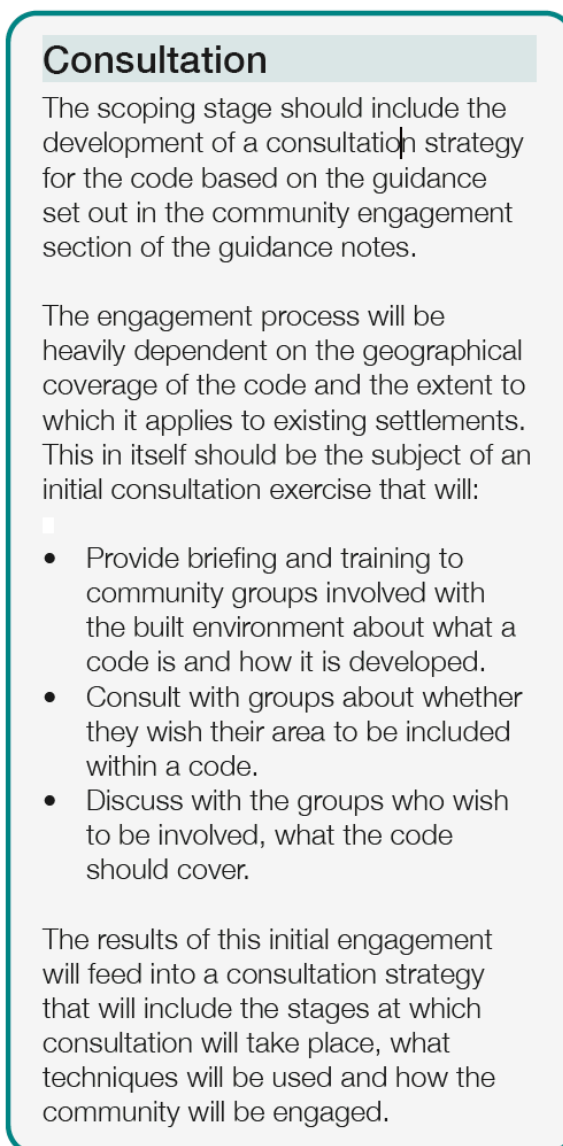 Consultation
The scoping stage should include the
development of a consultation strategy
for the code based on the guidance
set out in the community engagement
section of the guidance notes.
The engagement process will be
heavily dependent on the geographical
coverage of the code and the extent to
which it applies to existing settlements.
This in itself should be the subject of an
initial consultation exercise that will:
• Provide briefing and training to
community groups involved with
the built environment about what a
code is and how it is developed.
• Consult with groups about whether
they wish their area to be included
within a code.
• Discuss with the groups who wish
to be involved, what the code
should cover.
The results of this initial engagement
will feed into a consultation strategy
that will include the stages at which
consultation will take place, what
techniques will be used and how the
community will be engaged.